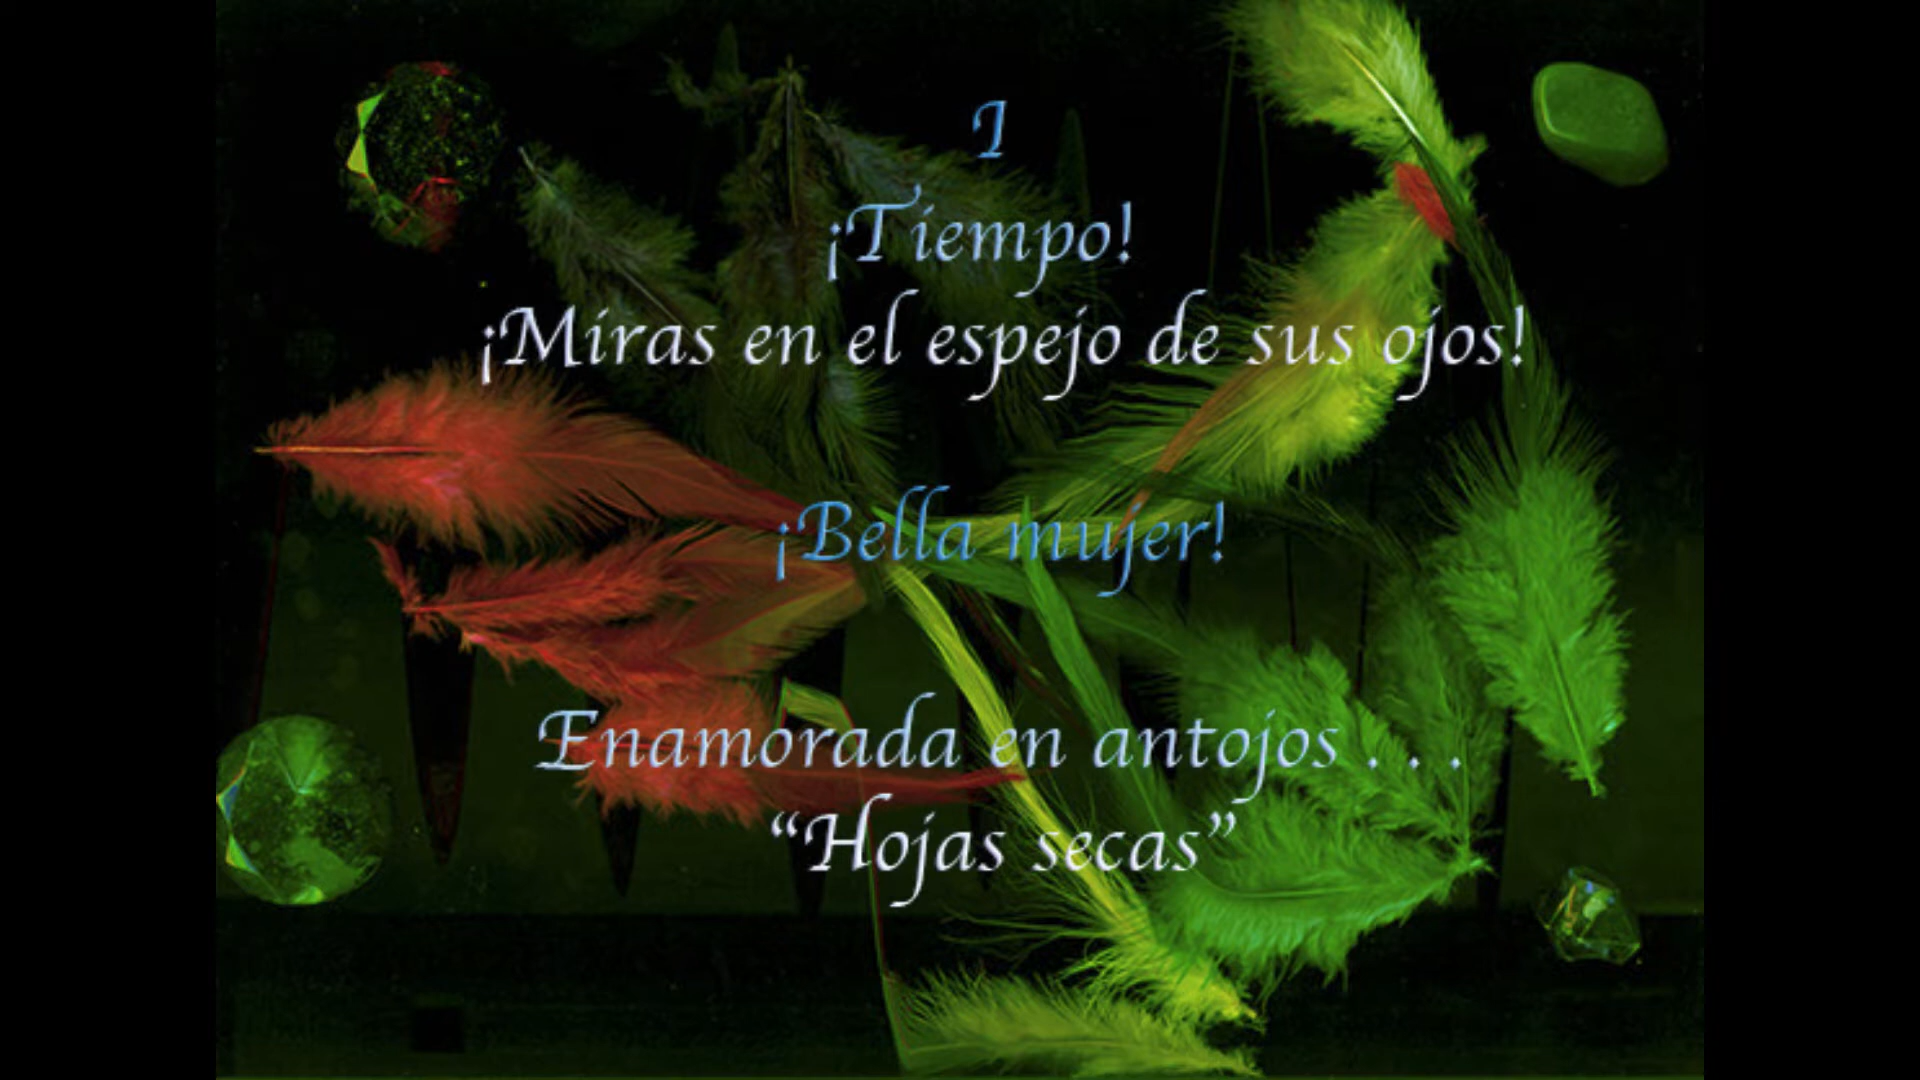 I
¡Tiempo!
¡Miras en el espejo de sus ojos!
¡Bella mujer!
Enamorada en antojos . . .
“Hojas secas”